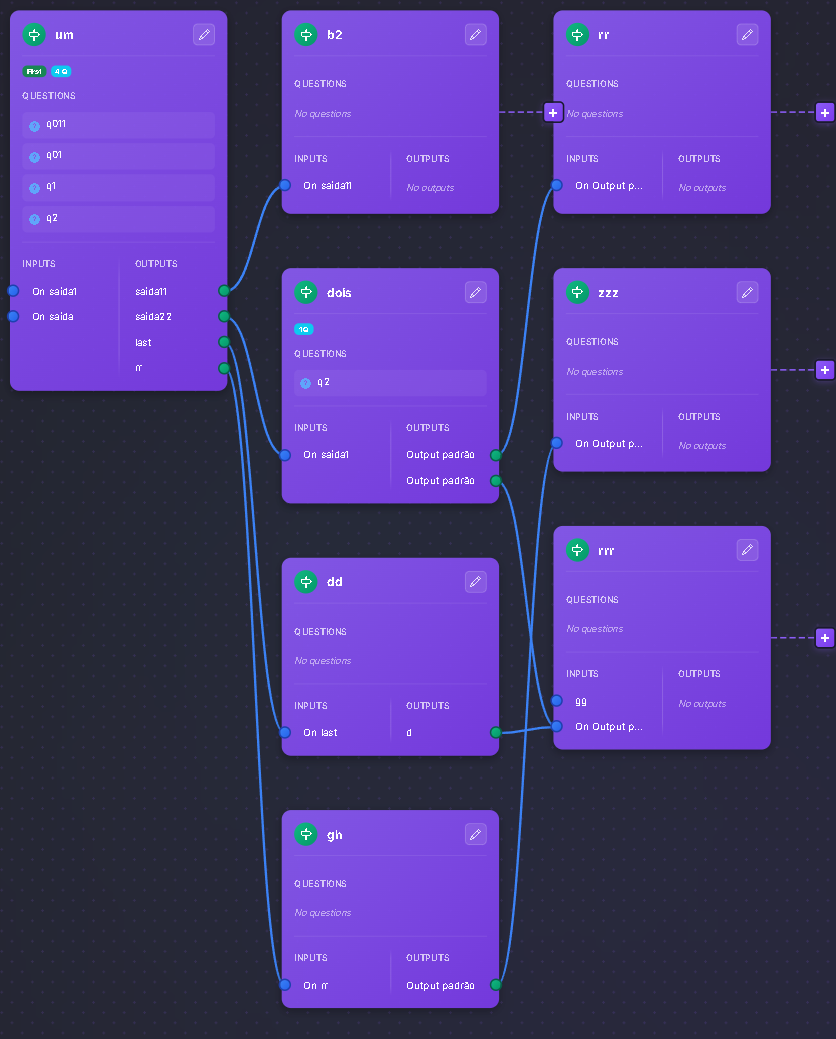 um
First
4 Q
QUESTIONS
q011
q01
q1
q2
INPUTS
OUTPUTS
On saida1
saida11
On saida
saida22
last
rr
b2
QUESTIONS
No questions
INPUTS
OUTPUTS
On saida11
No outputs
dois
1 Q
QUESTIONS
q2
INPUTS
OUTPUTS
On saida1
Output padrão
Output padrão
dd
QUESTIONS
No questions
INPUTS
OUTPUTS
On last
d
gh
QUESTIONS
No questions
INPUTS
OUTPUTS
On rr
Output padrão
rr
QUESTIONS
No questions
INPUTS
OUTPUTS
On Output p...
No outputs
zzz
QUESTIONS
No questions
INPUTS
OUTPUTS
On Output p...
No outputs
rrr
QUESTIONS
No questions
INPUTS
OUTPUTS
gg
No outputs
On Output p...